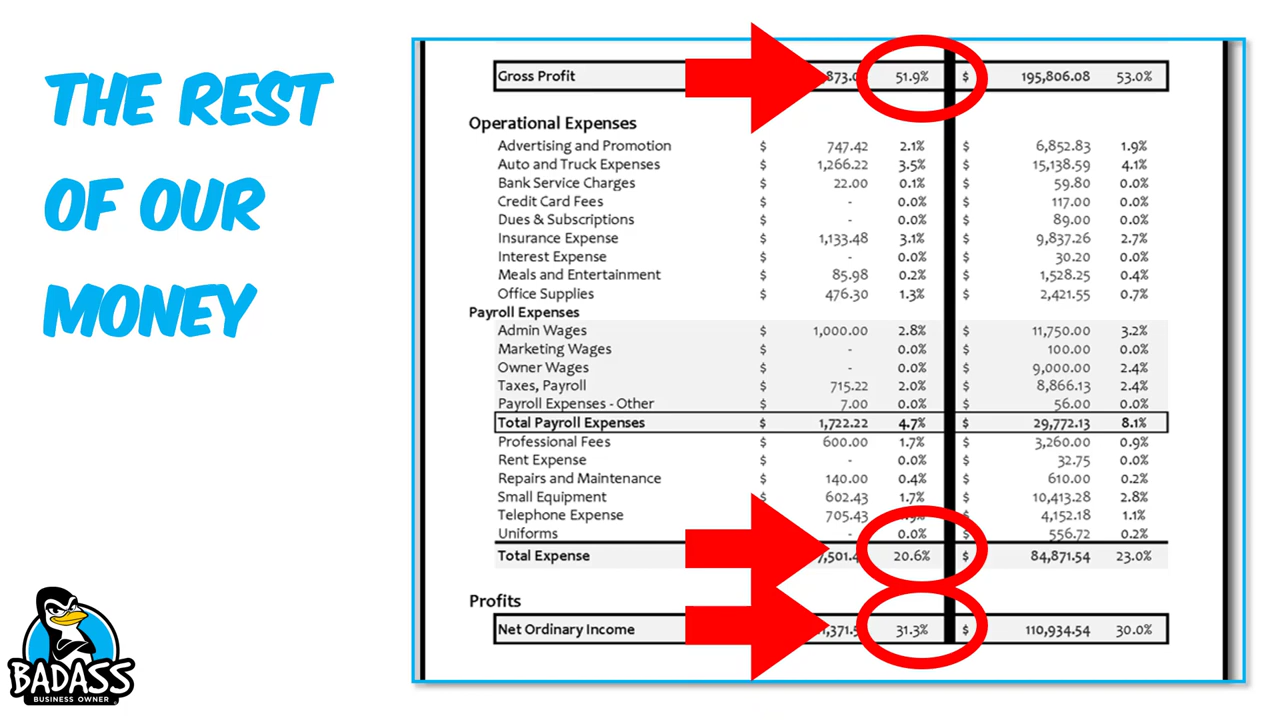 THE REST
OF OUR
MONEY
Gross Profit 51.9% $ 195,806.08 53.0%
Operational Expenses
Advertising and Promotion $ 747.42 2.1% $ 6,852.83 1.9%
Auto and Truck Expenses $ 1,266.22 3.5% $ 15,138.59 4.1%
Bank Service Charges $ 22.00 0.1% $ 59.80 0.0%
Credit Card Fees $ - 0.0% $ 117.00 0.0%
Dues & Subscriptions $ - 0.0% $ 89.00 0.0%
Insurance Expense $ 1,133.48 3.1% $ 9,837.26 2.7%
Interest Expense $ - 0.0% $ 30.20 0.0%
Meals and Entertainment $ 85.98 0.2% $ 1,528.25 0.4%
Office Supplies $ 476.30 1.3% $ 2,421.55 0.7%
Payroll Expenses
Admin Wages $ 1,000.00 2.8% $ 11,750.00 3.2%
Marketing Wages $ - 0.0% $ 100.00 0.0%
Owner Wages $ - 0.0% $ 9,000.00 2.4%
Taxes, Payroll $ 715.22 2.0% $ 8,866.13 2.4%
Payroll Expenses - Other $ 7.00 0.0% $ 56.00 0.0%
Total Payroll Expenses $ 1,722.22 4.7% $ 29,772.13 8.1%
Professional Fees $ 600.00 1.7% $ 3,260.00 0.9%
Rent Expense $ - 0.0% $ 32.75 0.0%
Repairs and Maintenance $ 140.00 0.4% $ 610.00 0.2%
Small Equipment $ 602.43 1.7% $ 10,413.28 2.8%
Telephone Expense 705.43 $ 4,152.18 1.1%
Uniforms - 0.0% $ 556.72 0.2%
Total Expense 20.6% $ 84,871.54 23.0%
Profits
Net Ordinary Income 31.3% $ 110,934.54 30.0%
BADASS
BUSINESS OWNER